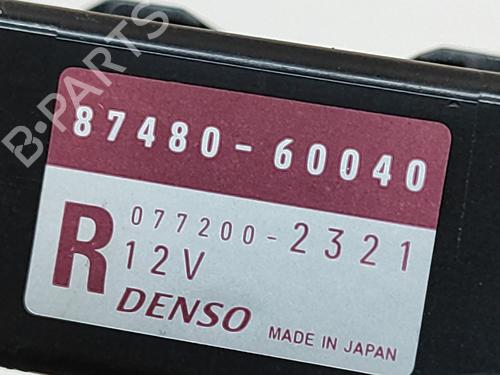 B-PARTS
87480-60040
R
077200-2321
12V
DENSO
MADE IN JAPAN